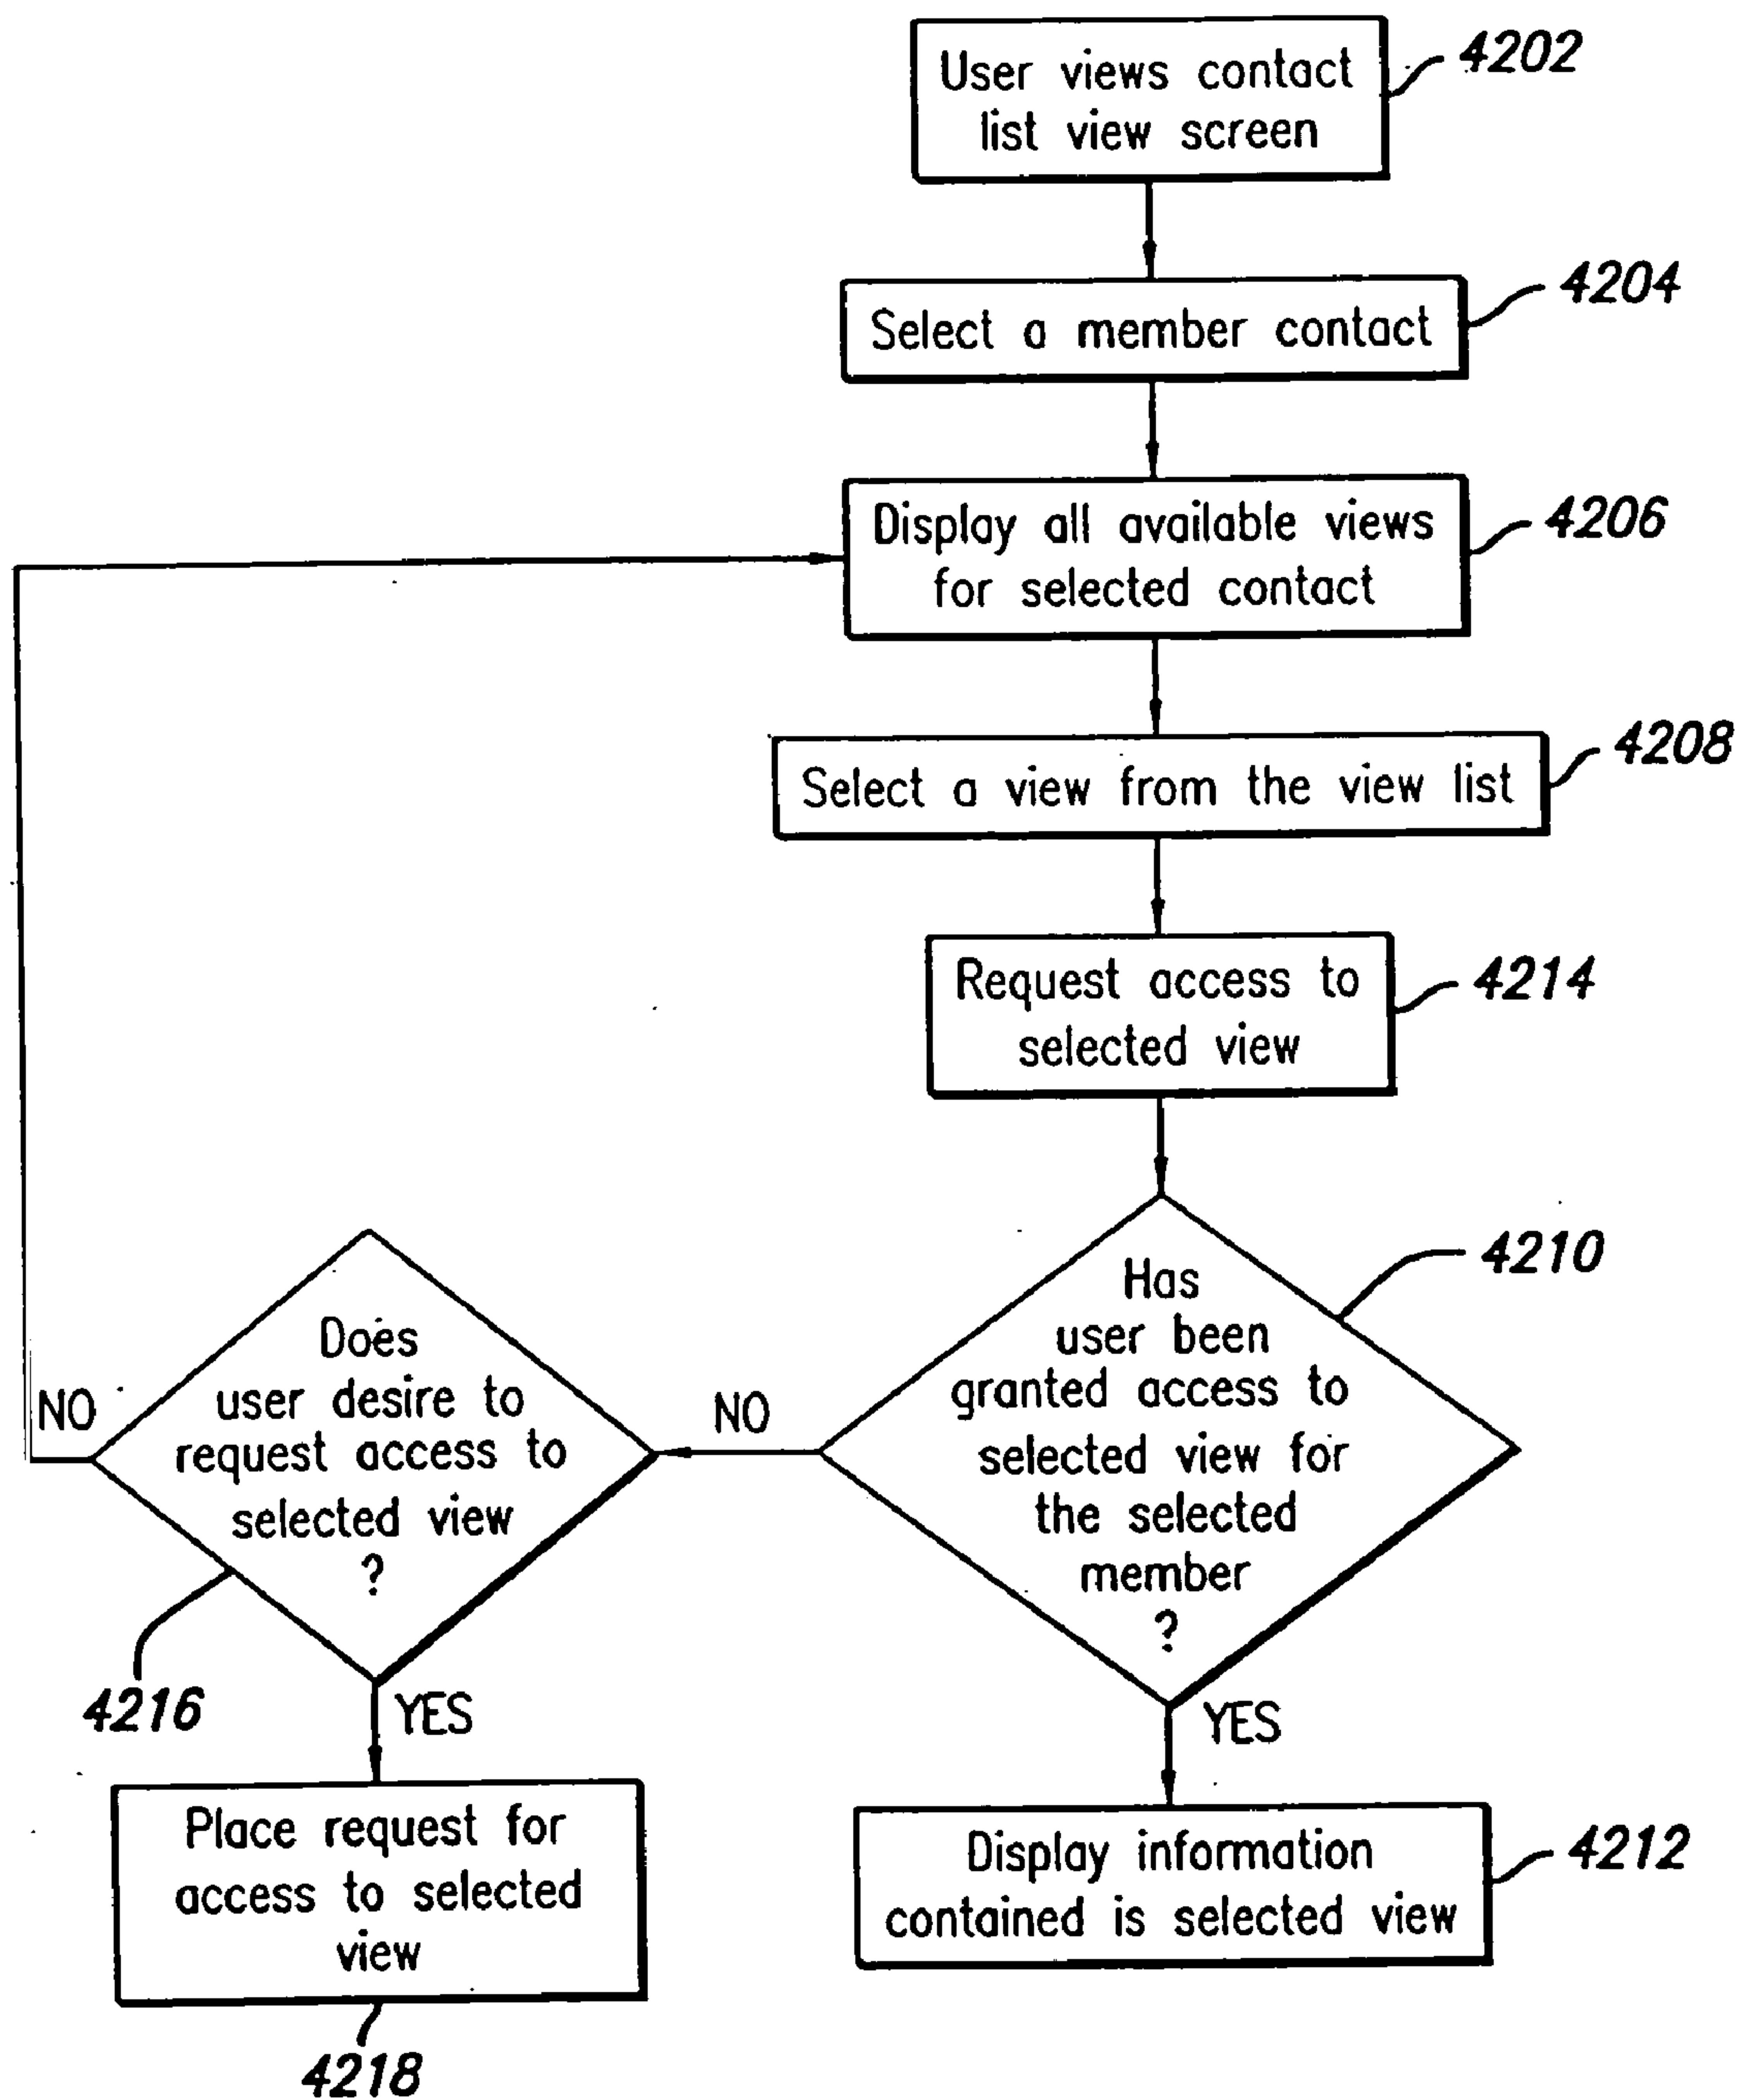 User views contact
list view screen
4202
Select a member contact
4204
Display all available views
for selected contact
4206
Select a view from the view list
4208
Request access to
selected view
4214
Has
user been
granted access to
selected view for
the selected
member
?
4210
NO
YES
Does
user desire to
request access to
selected view
?
4216
NO
YES
Place request for
access to selected
view
4218
Display information
contained is selected view
4212